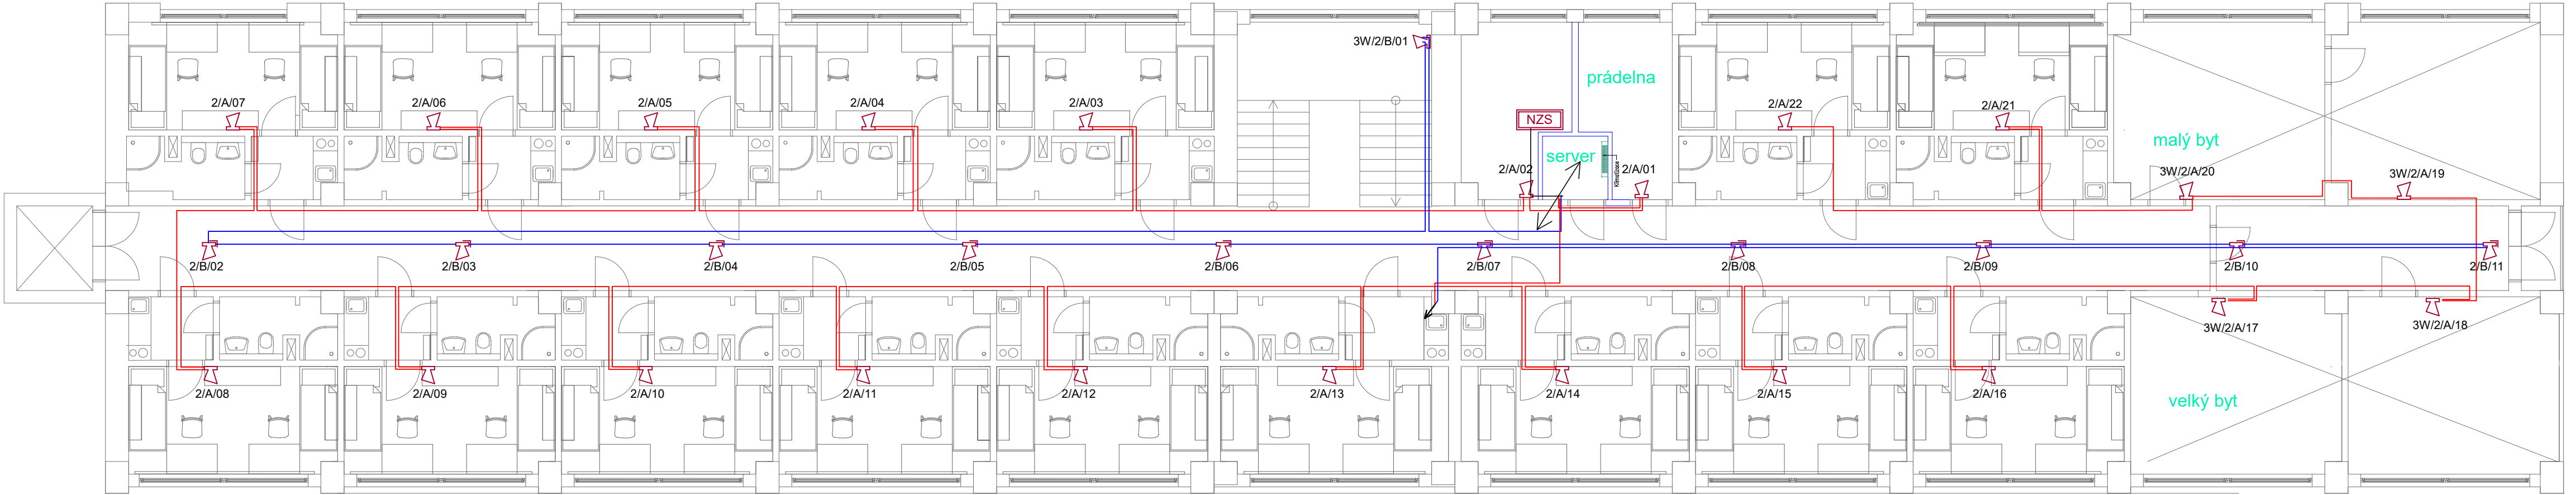 3W/2/B/01
prádelna
2/A/07
2/A/06
2/A/05
2/A/04
2/A/03
NZS
2/A/22
2/A/21
malý byt
server
Klimatizace
2/A/02
2/A/01
3W/2/A/20
3W/2/A/19
2/B/02
2/B/03
2/B/04
2/B/05
2/B/06
2/B/07
2/B/08
2/B/09
2/B/10
2/B/11
3W/2/A/17
3W/2/A/18
2/A/08
2/A/09
2/A/10
2/A/11
2/A/12
2/A/13
2/A/14
2/A/15
2/A/16
velký byt